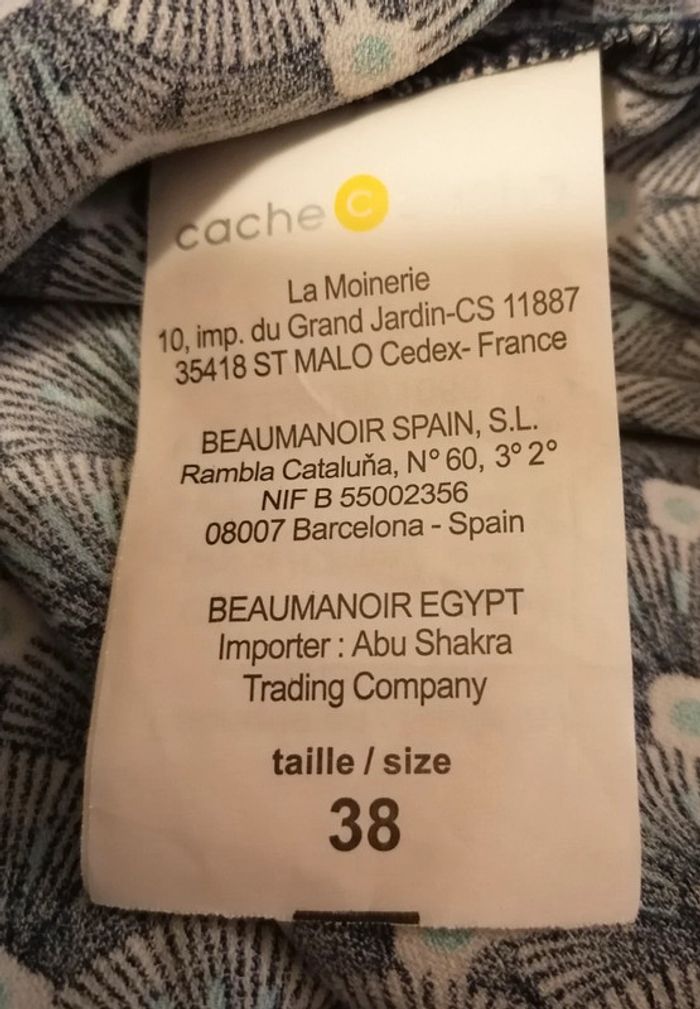 cache c
La Moinerie
10, imp. du Grand Jardin-CS 11887
35418 ST MALO Cedex- France
BEAUMANOIR SPAIN, S.L.
Rambla Cataluňa, N° 60, 3° 2°
NIF B 55002356
08007 Barcelona - Spain
BEAUMANOIR EGYPT
Importer : Abu Shakra
Trading Company
taille / size
38